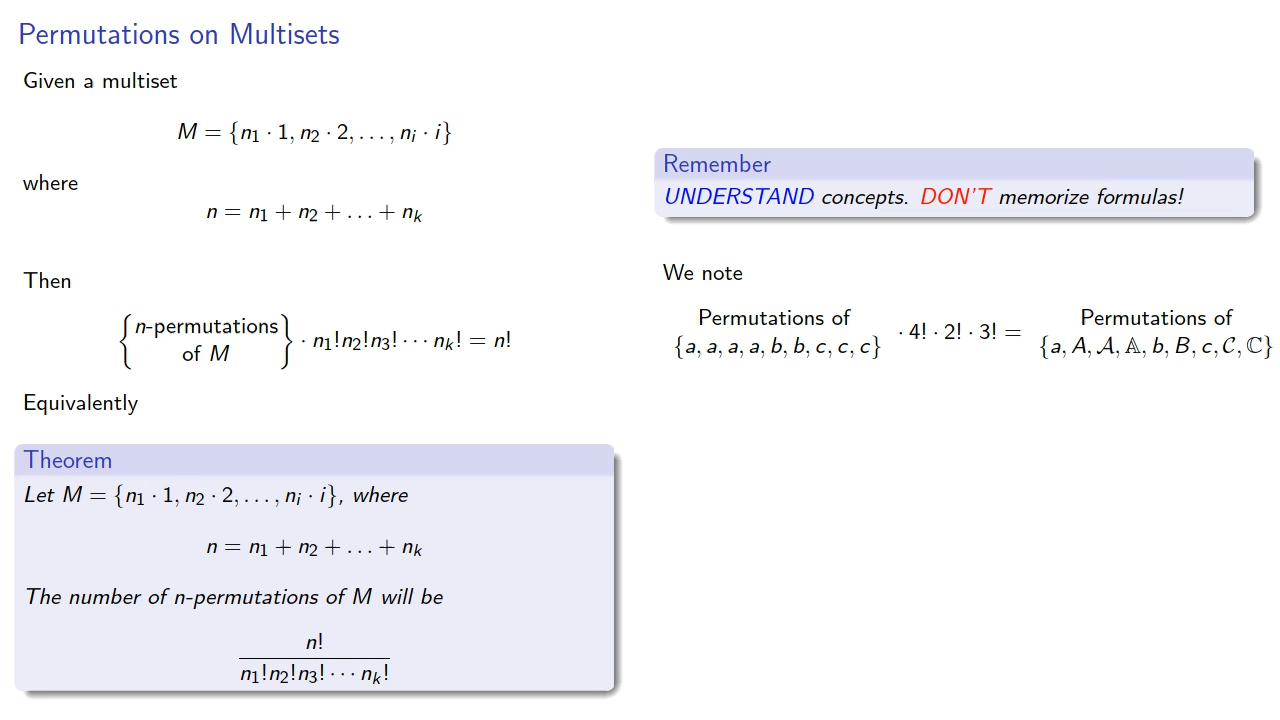 Permutations on Multisets
Given a multiset
M = {n₁ · 1, n₂ · 2, . . . , nᵢ · i}
where
n = n₁ + n₂ + . . . + nₖ
Then
{n-permutations of M} · n₁!n₂!n₃! · · · nₖ! = n!
Equivalently
Theorem
Let M = {n₁ · 1, n₂ · 2, . . . , nᵢ · i}, where
n = n₁ + n₂ + . . . + nₖ
The number of n-permutations of M will be
n!
n₁!n₂!n₃! · · · nₖ!
Remember
UNDERSTAND concepts. DON'T memorize formulas!
We note
Permutations of {a, a, a, a, b, b, c, c, c} · 4! · 2! · 3! = Permutations of {a, A, 𝒜, 𝔸, b, B, c, 𝒞, ℂ}